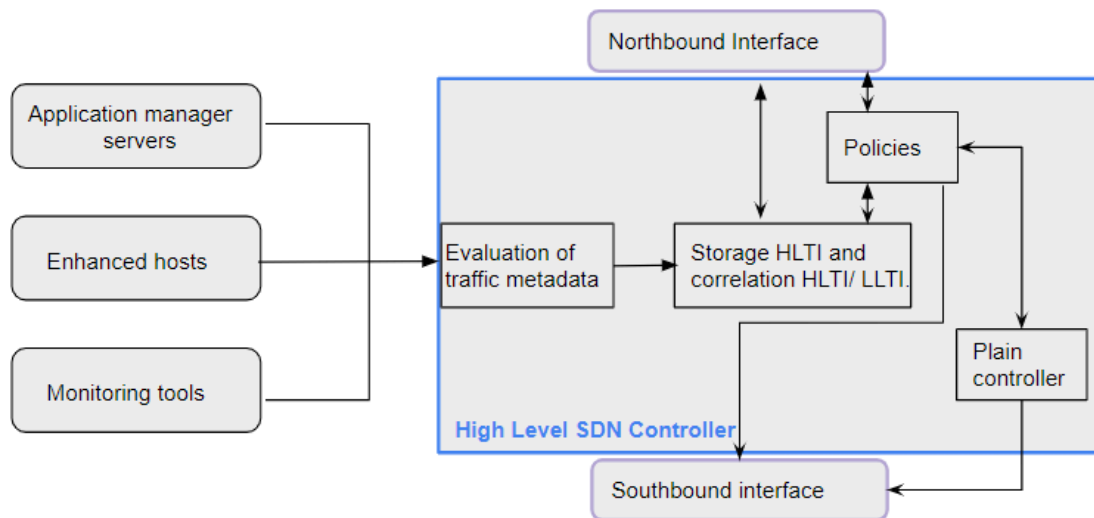 Northbound Interface
Application manager
servers
Policies
Enhanced hosts
Evaluation of
traffic metadata
Storage HLTI and
correlation HLTI/ LLTI.
Monitoring tools
Plain
controller
High Level SDN Controller
Southbound interface